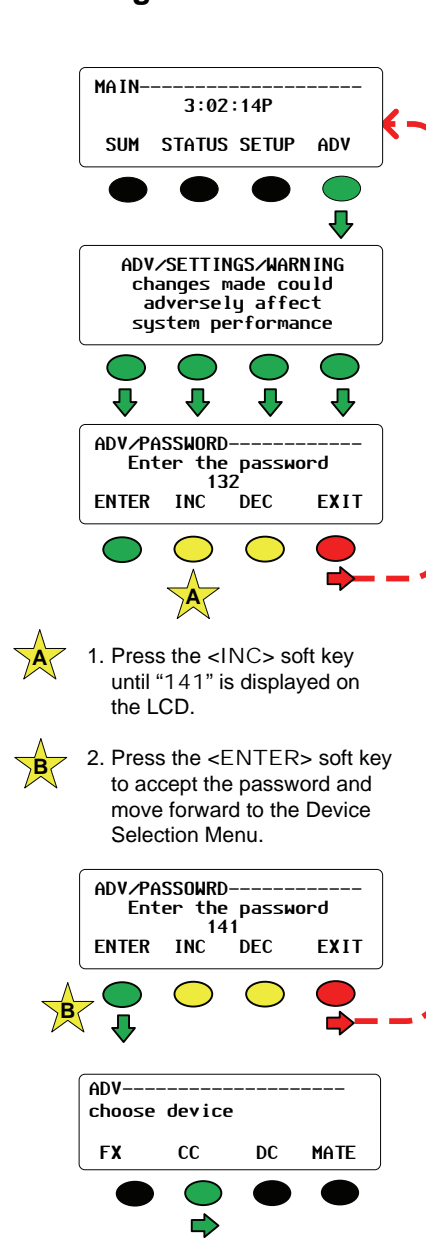 MAIN---------------------
3:02:14P
SUM STATUS SETUP ADV
ADV/SETTINGS/WARNING
changes made could
adversely affect
system performance
ADV/PASSWORD-------------
Enter the password
132
ENTER INC DEC EXIT
A
A
1. Press the <INC> soft key
until “141” is displayed on
the LCD.
B
2. Press the <ENTER> soft key
to accept the password and
move forward to the Device
Selection Menu.
ADV/PASSOWRD-------------
Enter the password
141
ENTER INC DEC EXIT
B
ADV---------------------
choose device
FX CC DC MATE